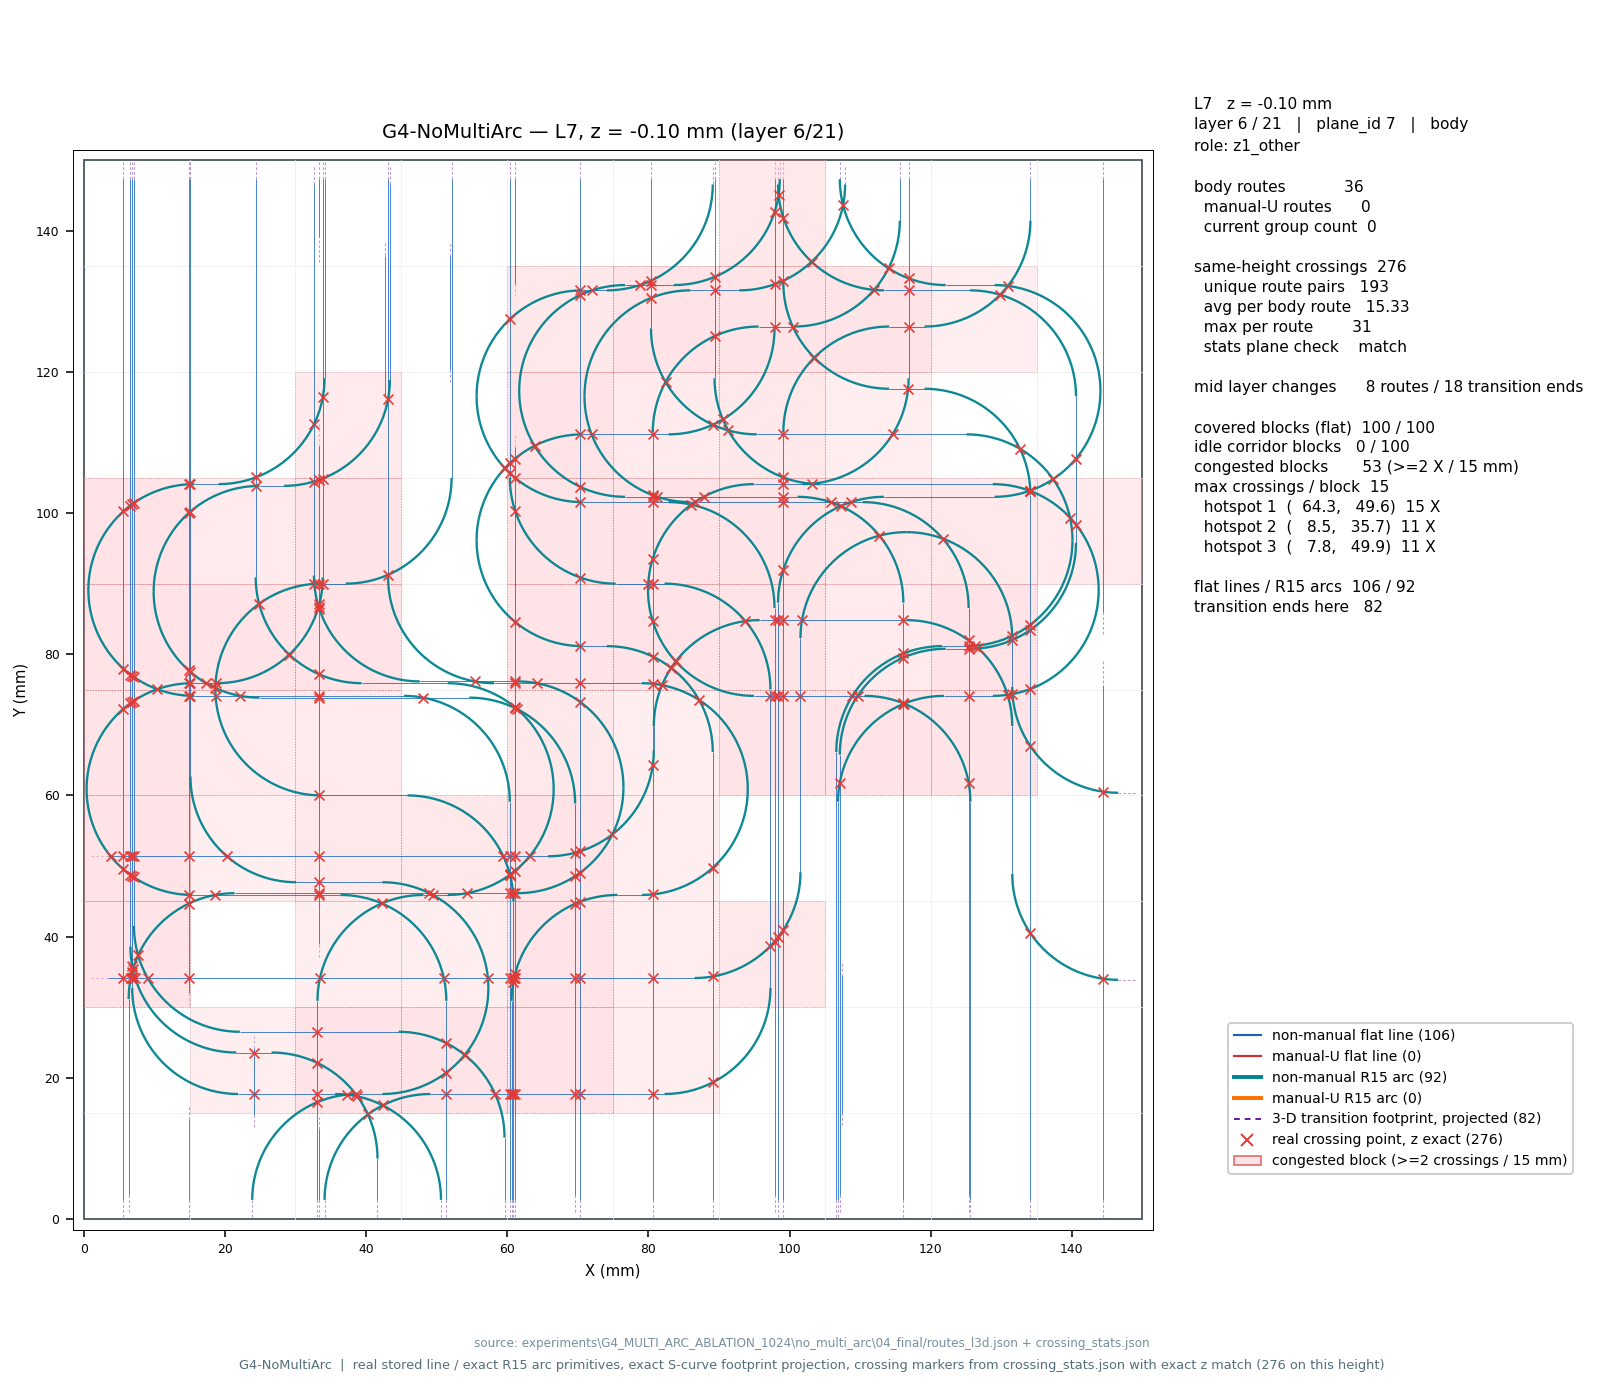 G4-NoMultiArc — L7, z = -0.10 mm (layer 6/21)
L7   z = -0.10 mm
layer 6 / 21   |   plane_id 7   |   body
role: z1_other
body routes   36
manual-U routes   0
current group count   0
same-height crossings   276
unique route pairs   193
avg per body route   15.33
max per route   31
stats plane check   match
mid layer changes   8 routes / 18 transition ends
covered blocks (flat)   100 / 100
idle corridor blocks   0 / 100
congested blocks   53 (>=2 X / 15 mm)
max crossings / block   15
hotspot 1   (  64.3,   49.6)   15 X
hotspot 2   (   8.5,   35.7)   11 X
hotspot 3   (   7.8,   49.9)   11 X
flat lines / R15 arcs   106 / 92
transition ends here   82
140
120
100
80
60
40
20
0
Y (mm)
0 20 40 60 80 100 120 140
X (mm)
non-manual flat line (106)
manual-U flat line (0)
non-manual R15 arc (92)
manual-U R15 arc (0)
3-D transition footprint, projected (82)
real crossing point, z exact (276)
congested block (>=2 crossings / 15 mm)
source: experiments\G4_MULTI_ARC_ABLATION_1024\no_multi_arc\04_final/routes_l3d.json + crossing_stats.json
G4-NoMultiArc  |  real stored line / exact R15 arc primitives, exact S-curve footprint projection, crossing markers from crossing_stats.json with exact z match (276 on this height)